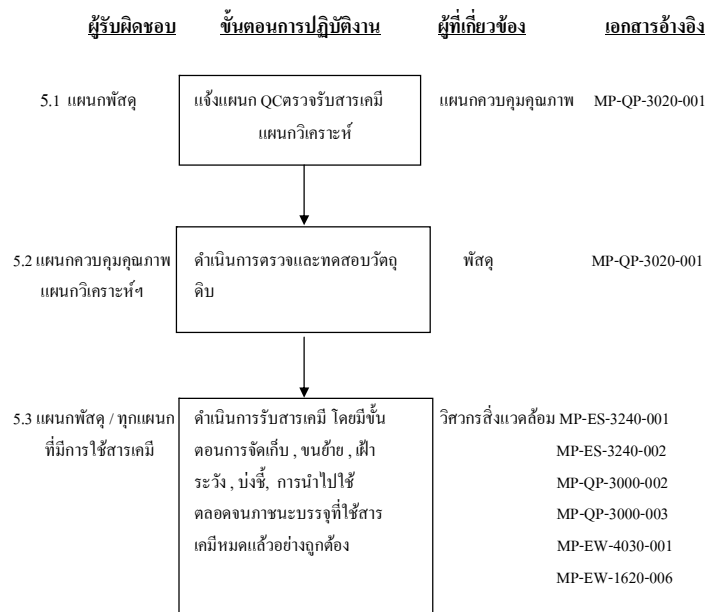 ผู้รับผิดชอบ ขั้นตอนการปฏิบัติงาน ผู้ที่เกี่ยวข้อง เอกสารอ้างอิง
5.1 แผนกพัสดุ แจ้งแผนก QCตรวจรับสารเคมี แผนกควบคุมคุณภาพ MP-QP-3020-001
แผนกวิเคราะห์
5.2 แผนกควบคุมคุณภาพ ดำเนินการตรวจและทดสอบวัตถุ พัสดุ MP-QP-3020-001
แผนกวิเคราะห์ฯ ดิบ
5.3 แผนกพัสดุ / ทุกแผนก ดำเนินการรับสารเคมี โดยมีขั้น วิศวกรสิ่งแวดล้อม MP-ES-3240-001
ที่มีการใช้สารเคมี ตอนการจัดเก็บ , ขนย้าย , เฝ้า MP-ES-3240-002
ระวัง , บ่งชี้, การนำไปใช้ MP-QP-3000-002
ตลอดจนภาชนะบรรจุที่ใช้สาร MP-QP-3000-003
เคมีหมดแล้วอย่างถูกต้อง MP-EW-4030-001
MP-EW-1620-006